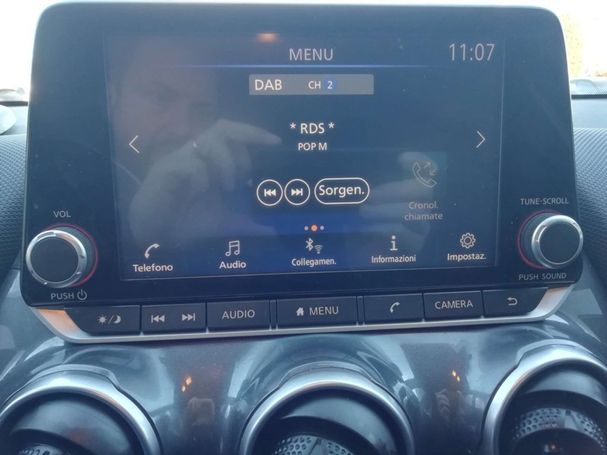 MENU 11:07
DAB CH 2
* RDS *
POP M
Sorgen.
Cronol.
chiamate
VOL
TUNE·SCROLL
Telefono Audio Collegamen. Informazioni Impostaz.
PUSH
PUSH SOUND
AUDIO MENU CAMERA